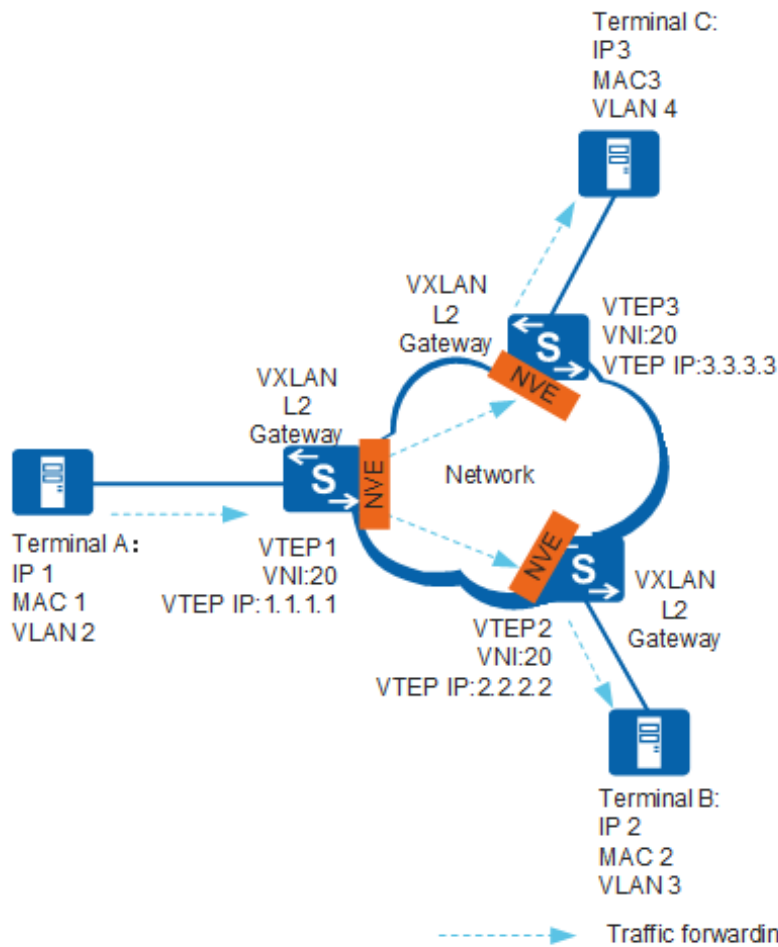 Terminal C:
IP3
MAC3
VLAN 4
VXLAN
L2
Gateway
S
NVE
VTEP3
VNI:20
VTEP IP:3.3.3.3
VXLAN
L2
Gateway
S
NVE
Network
Terminal A:
IP 1
MAC 1
VLAN 2
VTEP1
VNI:20
VTEP IP:1.1.1.1
NVE
S
VXLAN
L2
Gateway
VTEP2
VNI:20
VTEP IP:2.2.2.2
Terminal B:
IP 2
MAC 2
VLAN 3
Traffic forwardin